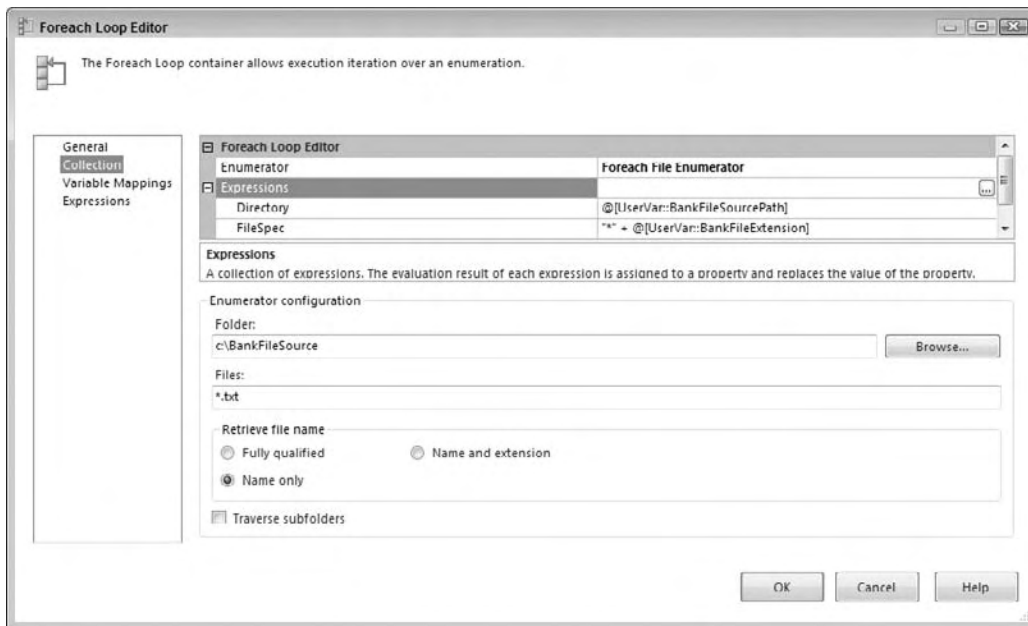 Foreach Loop Editor
The Foreach Loop container allows execution iteration over an enumeration.
General
Collection
Variable Mappings
Expressions
Foreach Loop Editor
Enumerator Foreach File Enumerator
Expressions ...
Directory @[UserVar::BankFileSourcePath]
FileSpec "*" + @[UserVar::BankFileExtension]
Expressions
A collection of expressions. The evaluation result of each expression is assigned to a property and replaces the value of the property.
Enumerator configuration
Folder:
c:\BankFileSource Browse...
Files:
*.txt
Retrieve file name
Fully qualified Name and extension
Name only
Traverse subfolders
OK Cancel Help